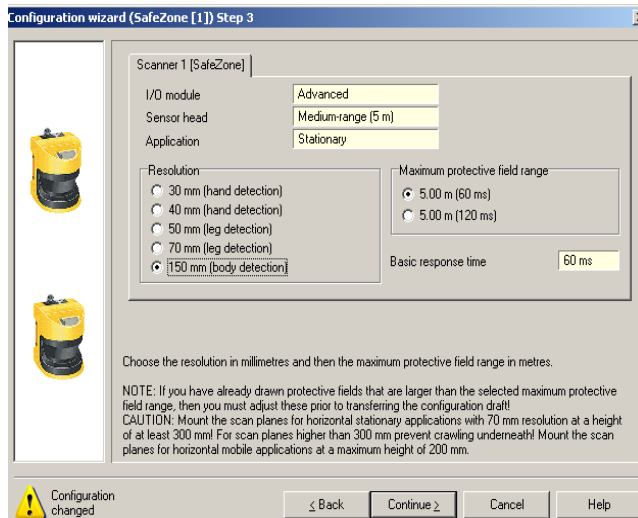 Configuration wizard (SafeZone [1]) Step 3
Scanner 1 [SafeZone]
I/O module Advanced
Sensor head Medium-range (5 m)
Application Stationary
Resolution
30 mm (hand detection)
40 mm (hand detection)
50 mm (leg detection)
70 mm (leg detection)
150 mm (body detection)
Maximum protective field range
5.00 m (60 ms)
5.00 m (120 ms)
Basic response time 60 ms
Choose the resolution in millimetres and then the maximum protective field range in metres.
NOTE: If you have already drawn protective fields that are larger than the selected maximum protective
field range, then you must adjust these prior to transferring the configuration draft!
CAUTION: Mount the scan planes for horizontal stationary applications with 70 mm resolution at a height
of at least 300 mm! For scan planes higher than 300 mm prevent crawling underneath! Mount the scan
planes for horizontal mobile applications at a maximum height of 200 mm.
Configuration
changed
< Back Continue > Cancel Help